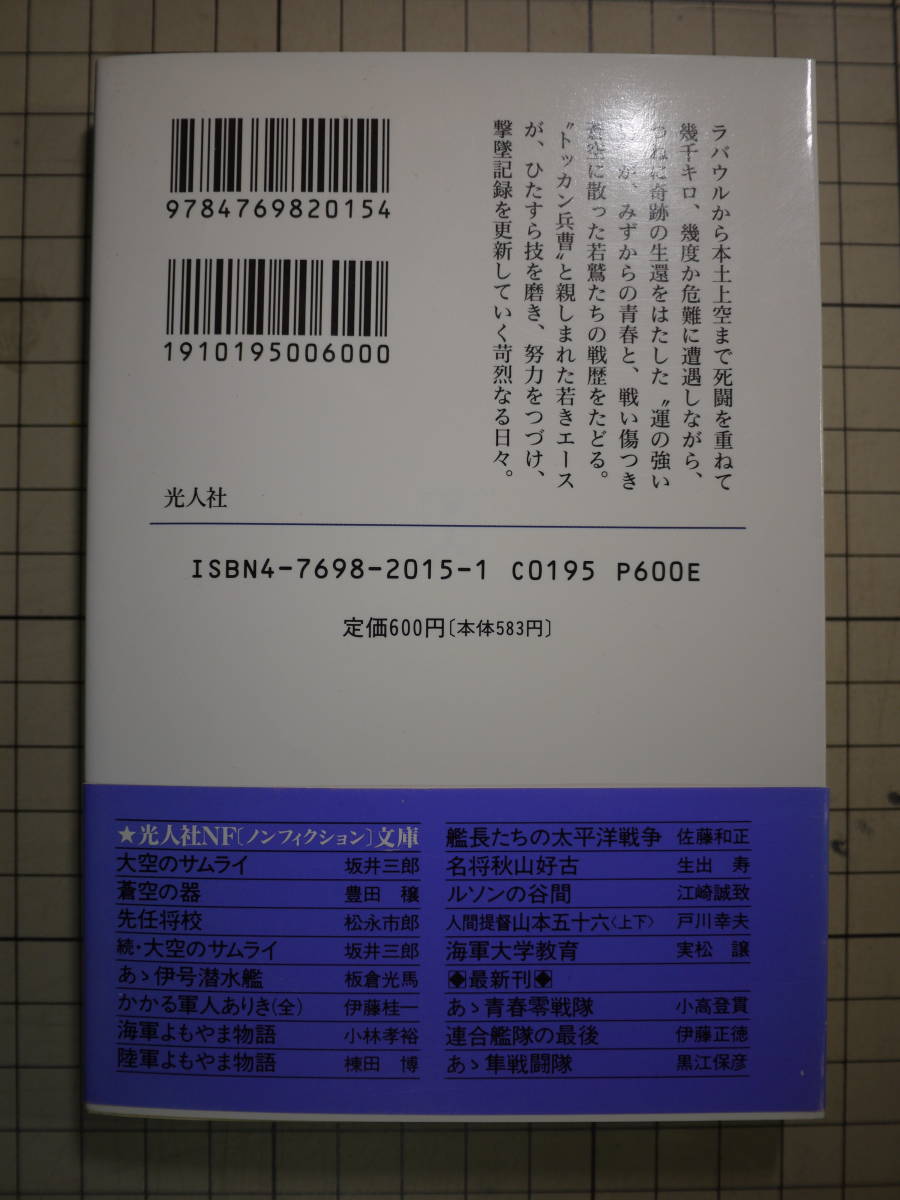 9784769820154
1910195006000
ラバウルから本土上空まで死闘を重ねて
幾千キロ、幾度か危難に遭遇しながら、
つねに奇跡の生還をはたした〝運の強い
が、みずからの青春と、戦い傷つき
蒼空に散った若鷲たちの戦歴をたどる。
〝トッカン兵曹〟と親しまれた若きエース
が、ひたすら技を磨き、努力をつづけ、
撃墜記録を更新していく苛烈なる日々。
光人社
ISBN4-7698-2015-1 C0195 P600E
定価600円〔本体583円〕
★光人社NF〔ノンフィクション〕文庫
大空のサムライ 坂井三郎
蒼空の器 豊田 穣
先任将校 松永市郎
続・大空のサムライ 坂井三郎
あゝ伊号潜水艦 板倉光馬
かかる軍人ありき(全) 伊藤桂一
海軍よもやま物語 小林孝裕
陸軍よもやま物語 棟田 博
艦長たちの太平洋戦争 佐藤和正
名将秋山好古 生出 寿
ルソンの谷間 江崎誠致
人間提督山本五十六〈上下〉 戸川幸夫
海軍大学教育 実松 譲
◆最新刊◆
あゝ青春零戦隊 小高登貫
連合艦隊の最後 伊藤正徳
あゝ隼戦闘隊 黒江保彦